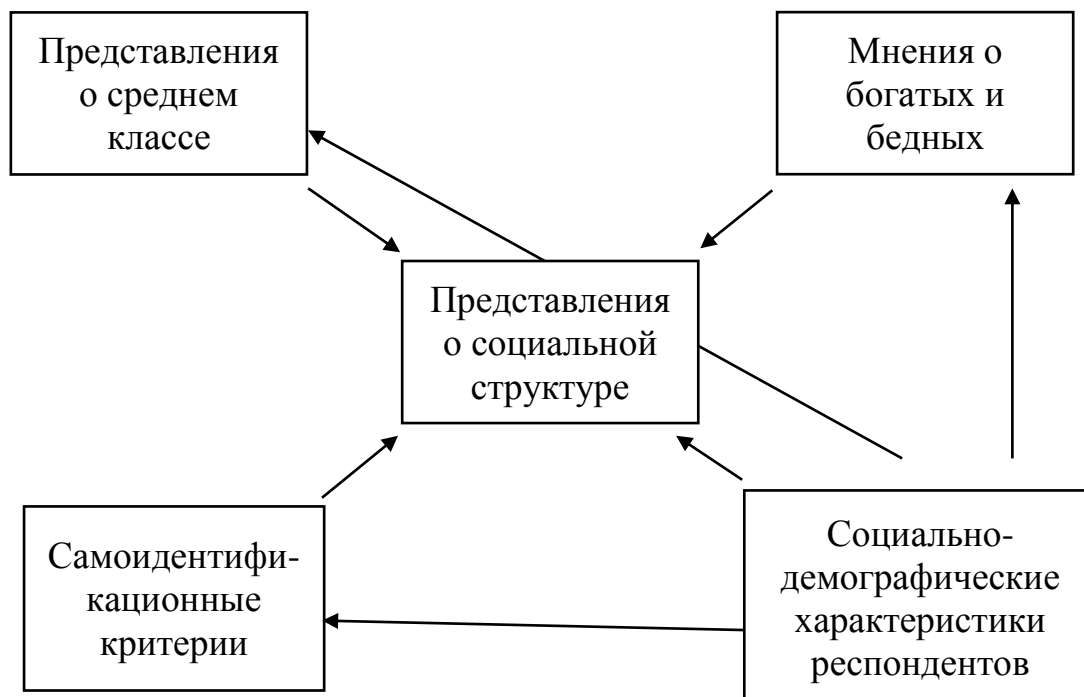 Представления
о среднем
классе
Мнения о
богатых и
бедных
Представления
о социальной
структуре
Самоидентифи-
кационные
критерии
Социально-
демографические
характеристики
респондентов